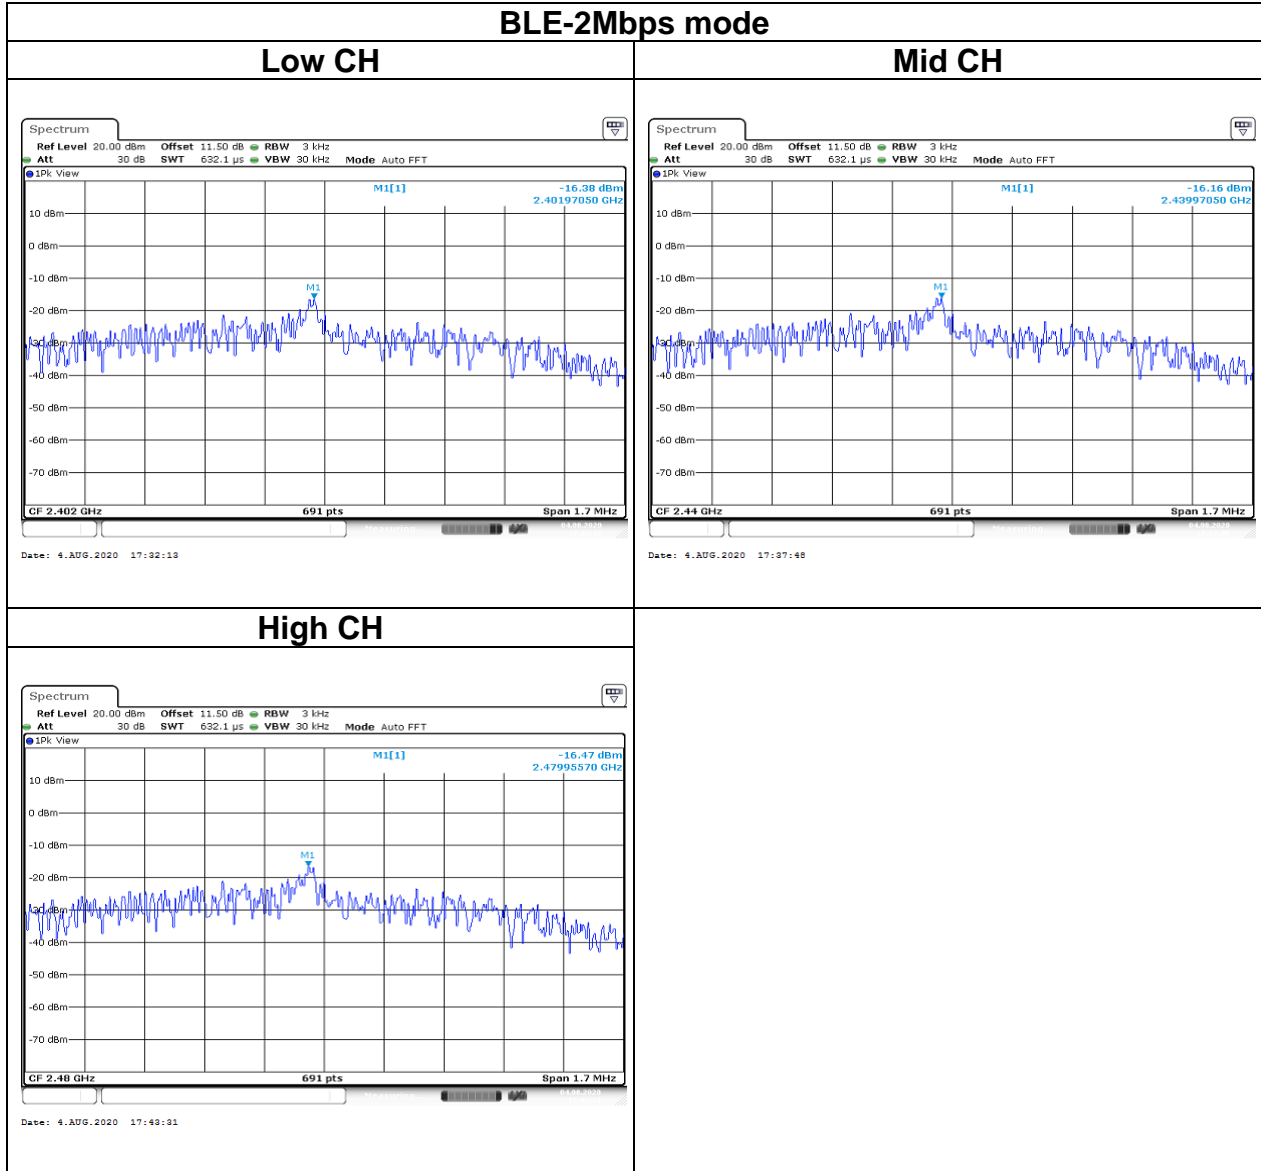 BLE-2Mbps mode
Low CH
Mid CH
Spectrum
Ref Level 20.00 dBm Offset 11.50 dB RBW 3 kHz
Att 30 dB SWT 632.1 µs VBW 30 kHz Mode Auto FFT
1Pk View
M1[1] -16.38 dBm
2.40197050 GHz
10 dBm
0 dBm
-10 dBm
M1
-20 dBm
-30 dBm
-40 dBm
-50 dBm
-60 dBm
-70 dBm
CF 2.402 GHz 691 pts Span 1.7 MHz
Date: 4.AUG.2020 17:32:13
Spectrum
Ref Level 20.00 dBm Offset 11.50 dB RBW 3 kHz
Att 30 dB SWT 632.1 µs VBW 30 kHz Mode Auto FFT
1Pk View
M1[1] -16.16 dBm
2.43997050 GHz
10 dBm
0 dBm
-10 dBm
M1
-20 dBm
-30 dBm
-40 dBm
-50 dBm
-60 dBm
-70 dBm
CF 2.44 GHz 691 pts Span 1.7 MHz
Date: 4.AUG.2020 17:37:48
High CH
Spectrum
Ref Level 20.00 dBm Offset 11.50 dB RBW 3 kHz
Att 30 dB SWT 632.1 µs VBW 30 kHz Mode Auto FFT
1Pk View
M1[1] -16.47 dBm
2.47995570 GHz
10 dBm
0 dBm
-10 dBm
M1
-20 dBm
-30 dBm
-40 dBm
-50 dBm
-60 dBm
-70 dBm
CF 2.48 GHz 691 pts Span 1.7 MHz
Date: 4.AUG.2020 17:43:31